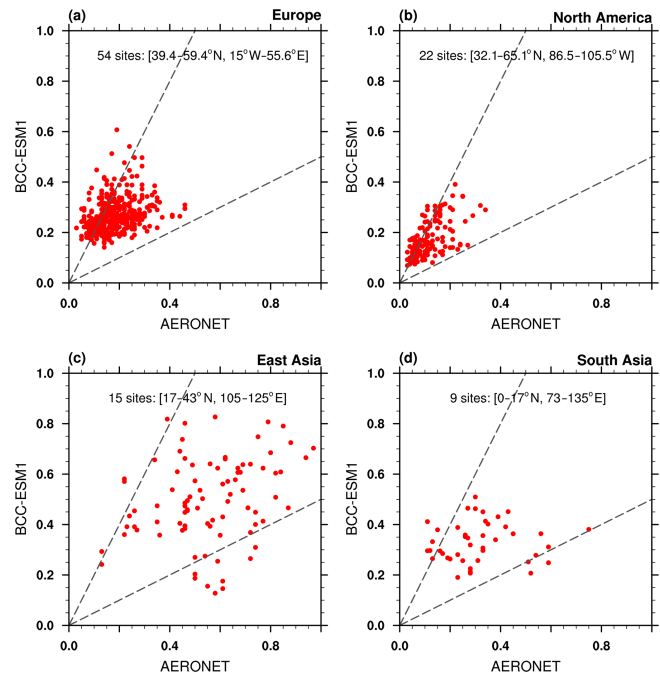 (a) Europe
54 sites: [39.4–59.4°N, 15°W–55.6°E]
1.0
0.8
0.6
0.4
0.2
0.0
BCC-ESM1
0.0 0.4 0.8
AERONET
(b) North America
22 sites: [32.1–65.1°N, 86.5–105.5°W]
1.0
0.8
0.6
0.4
0.2
0.0
BCC-ESM1
0.0 0.4 0.8
AERONET
(c) East Asia
15 sites: [17–43°N, 105–125°E]
1.0
0.8
0.6
0.4
0.2
0.0
BCC-ESM1
0.0 0.4 0.8
AERONET
(d) South Asia
9 sites: [0–17°N, 73–135°E]
1.0
0.8
0.6
0.4
0.2
0.0
BCC-ESM1
0.0 0.4 0.8
AERONET